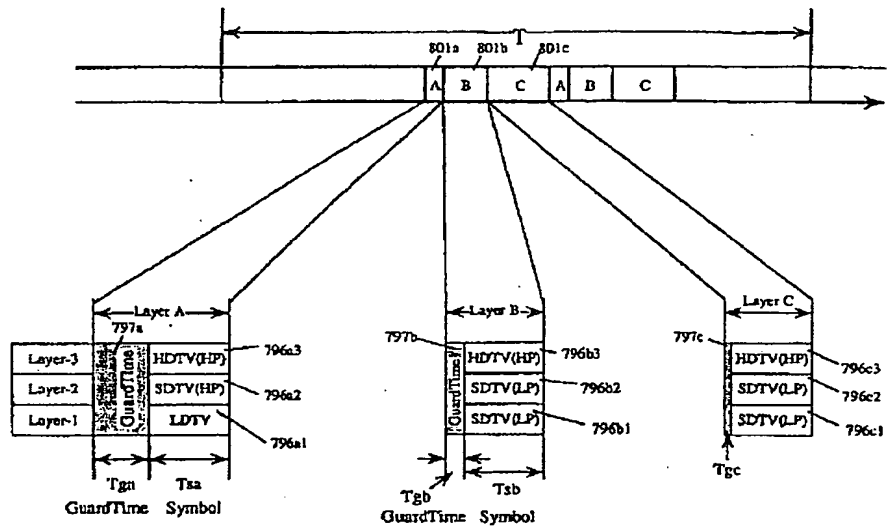 T
801a 801b 801c
A B C A B C
Layer A Layer B Layer C
797a 797b 797c
Layer-3 GuardTime HDTV(HP) 796a3 GuardTime HDTV(HP) 796b3 HDTV(HP) 796c3
Layer-2 SDTV(HP) 796a2 SDTV(LP) 796b2 SDTV(LP) 796c2
Layer-1 LDTV 796a1 SDTV(LP) 796b1 SDTV(LP) 796c1
Tga Tsa Tgb Tsb Tgc
GuardTime Symbol GuardTime Symbol